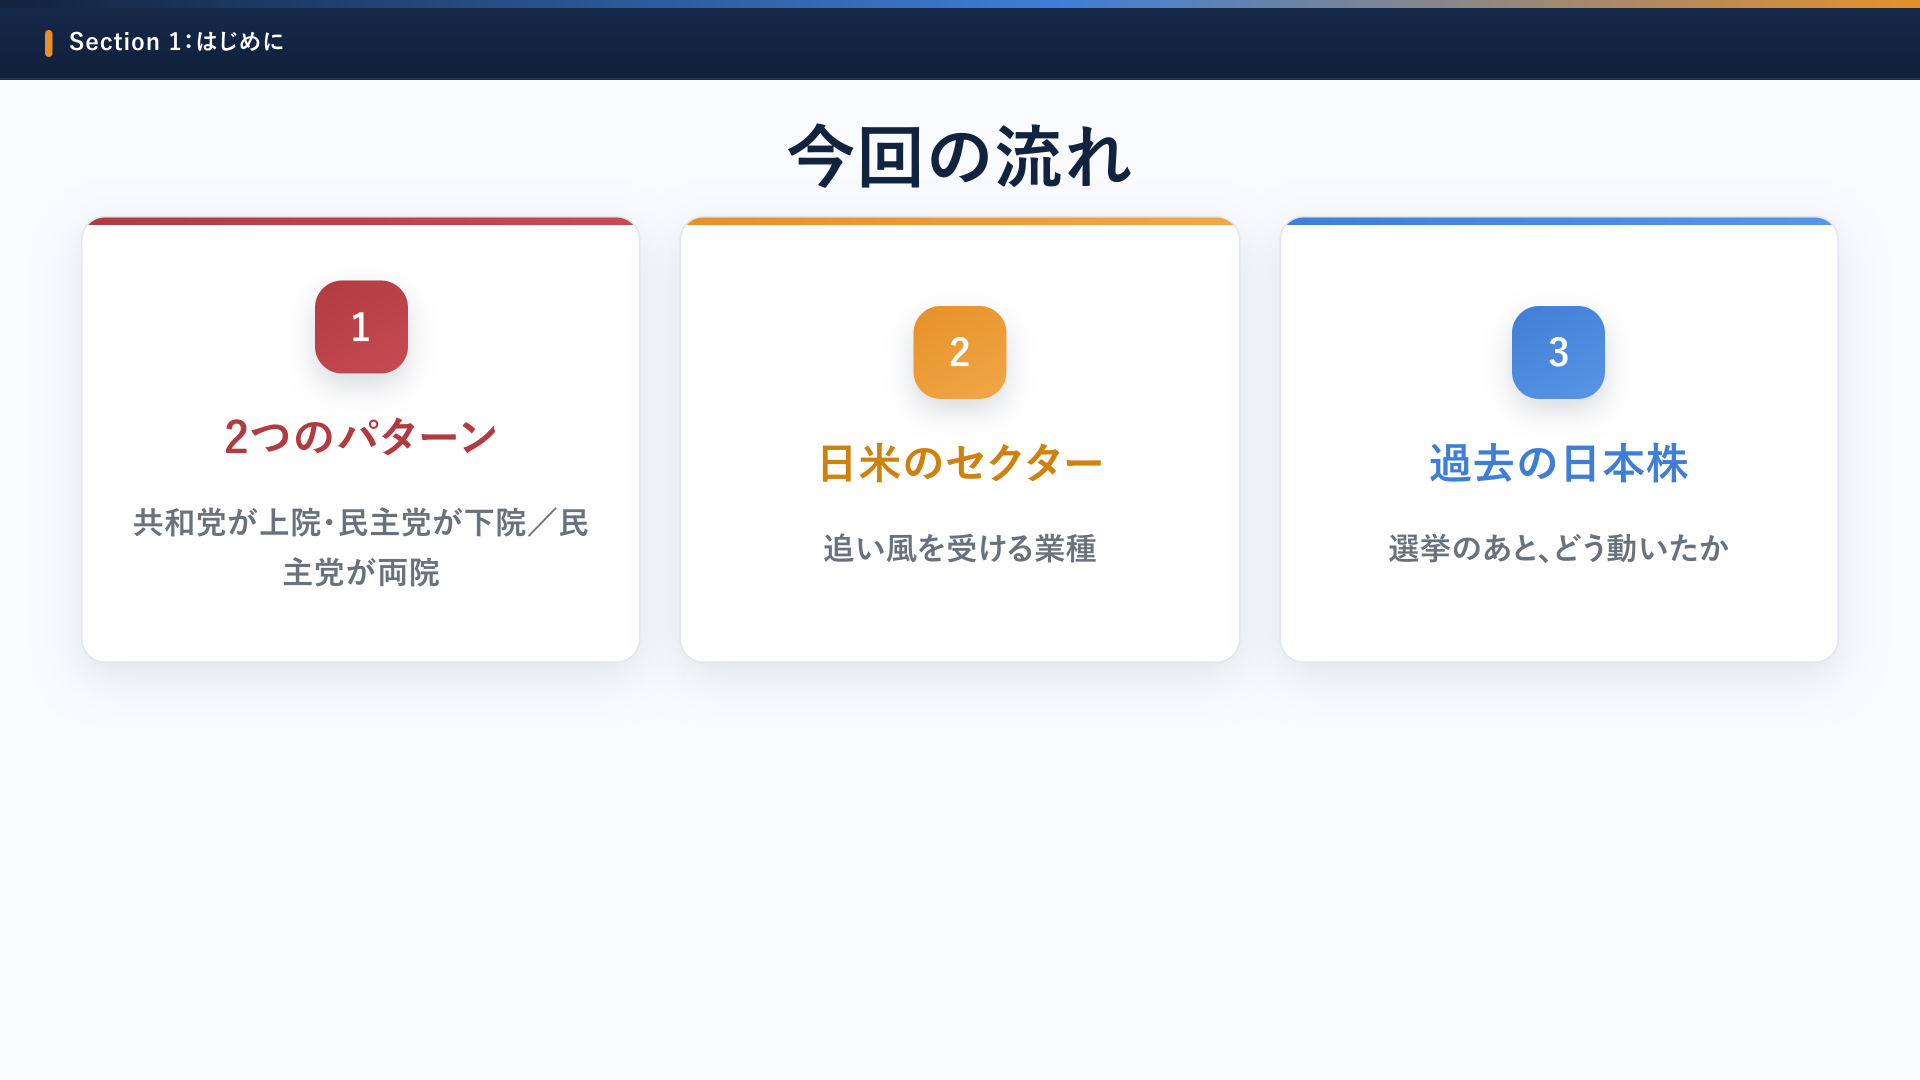 Section 1：はじめに
今回の流れ
1
2つのパターン
共和党が上院・民主党が下院／民
主党が両院
2
日米のセクター
追い風を受ける業種
3
過去の日本株
選挙のあと、どう動いたか